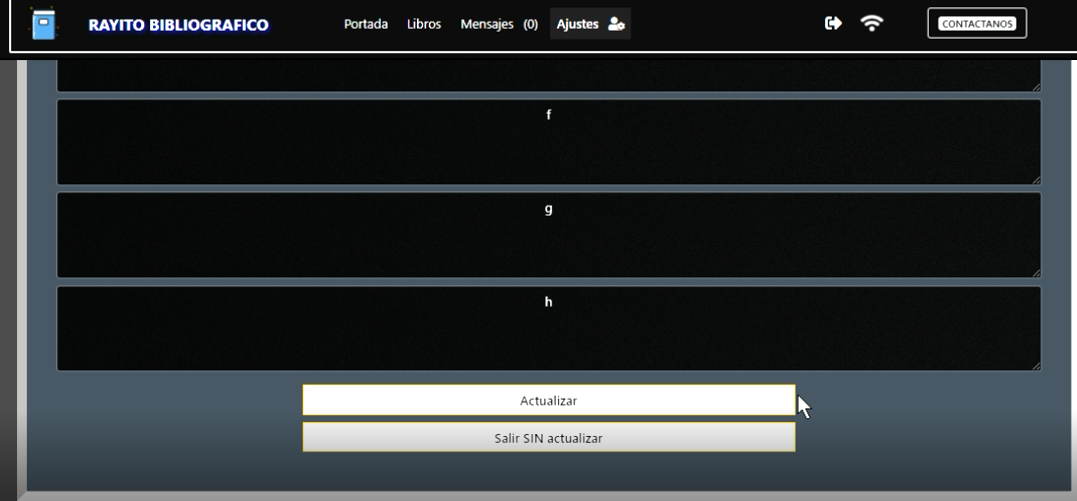 RAYITO BIBLIOGRAFICO Portada Libros Mensajes (0) Ajustes CONTACTANOS
f
g
h
Actualizar
Salir SIN actualizar